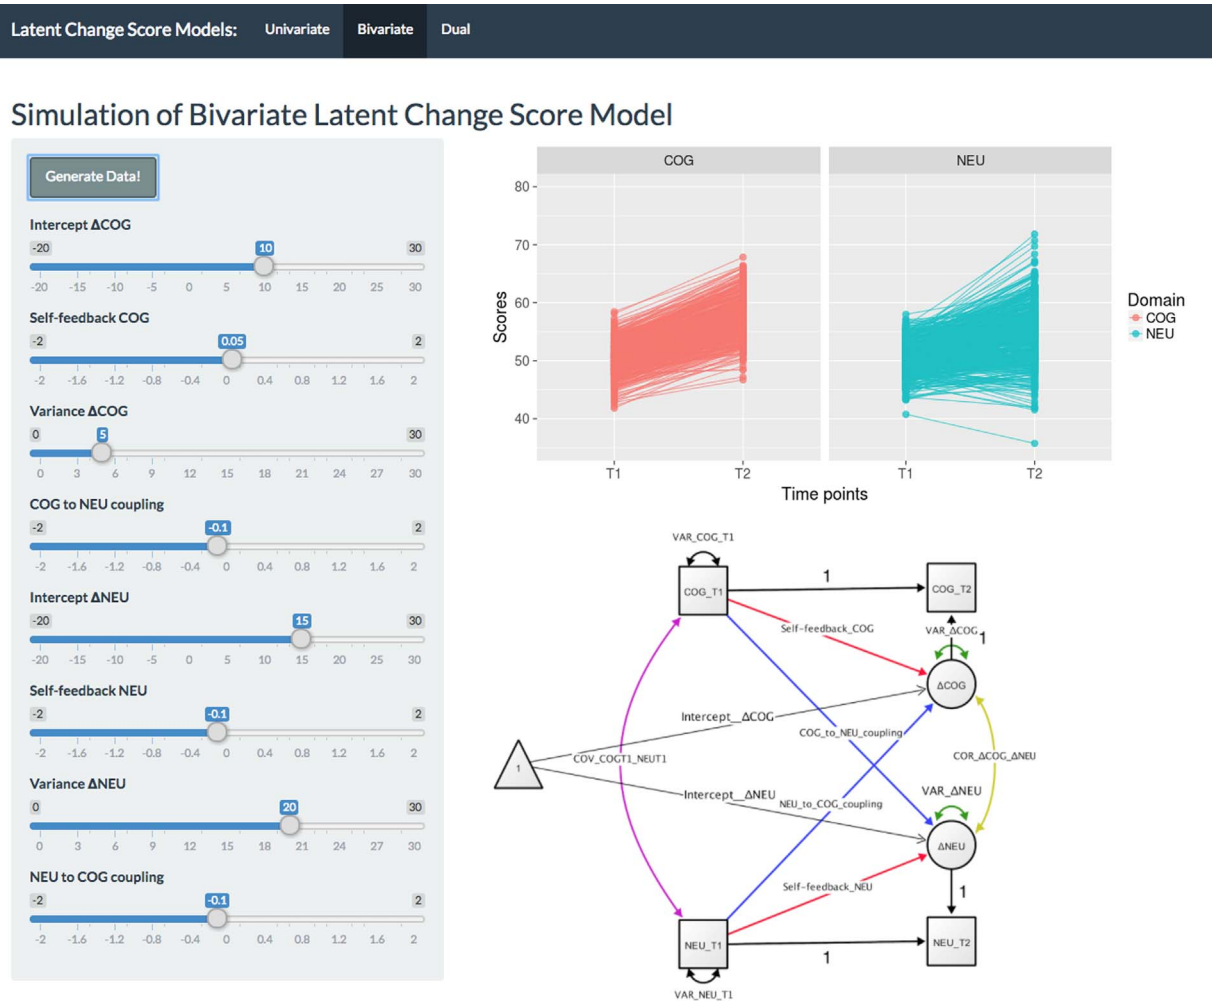 Latent Change Score Models: Univariate Bivariate Dual
Simulation of Bivariate Latent Change Score Model
Generate Data!
Intercept ΔCOG
-20 10 30
-20 -15 -10 -5 0 5 10 15 20 25 30
Self-feedback COG
-2 0.05 2
-2 -1.6 -1.2 -0.8 -0.4 0 0.4 0.8 1.2 1.6 2
Variance ΔCOG
0 5 30
0 3 6 9 12 15 18 21 24 27 30
COG to NEU coupling
-2 -0.1 2
-2 -1.6 -1.2 -0.8 -0.4 0 0.4 0.8 1.2 1.6 2
Intercept ΔNEU
-20 15 30
-20 -15 -10 -5 0 5 10 15 20 25 30
Self-feedback NEU
-2 -0.1 2
-2 -1.6 -1.2 -0.8 -0.4 0 0.4 0.8 1.2 1.6 2
Variance ΔNEU
0 20 30
0 3 6 9 12 15 18 21 24 27 30
NEU to COG coupling
-2 -0.1 2
-2 -1.6 -1.2 -0.8 -0.4 0 0.4 0.8 1.2 1.6 2
COG NEU
80
70
60
50
40
Scores
T1 T2 T1 T2
Time points
Domain
COG
NEU
VAR_COG_T1
COG_T1 1 COG_T2
Self-feedback_COG VAR_ΔCOG 1
ΔCOG
Intercept__ΔCOG
COG_to_NEU_coupling
1 COV_COGT1_NEUT1 COR_ΔCOG_ΔNEU
Intercept__ΔNEU NEU_to_COG_coupling VAR_ΔNEU
ΔNEU
Self-feedback_NEU 1
NEU_T1 1 NEU_T2
VAR_NEU_T1